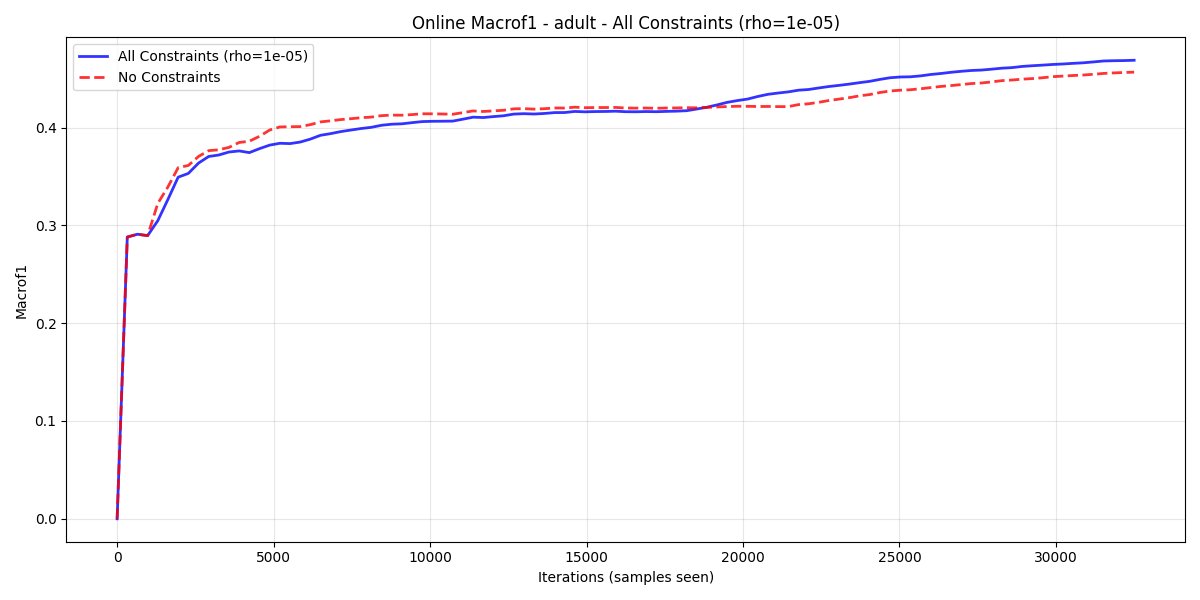 Online Macrof1 - adult - All Constraints (rho=1e-05)
All Constraints (rho=1e-05)
No Constraints
Macrof1
0.4
0.3
0.2
0.1
0.0
0 5000 10000 15000 20000 25000 30000
Iterations (samples seen)